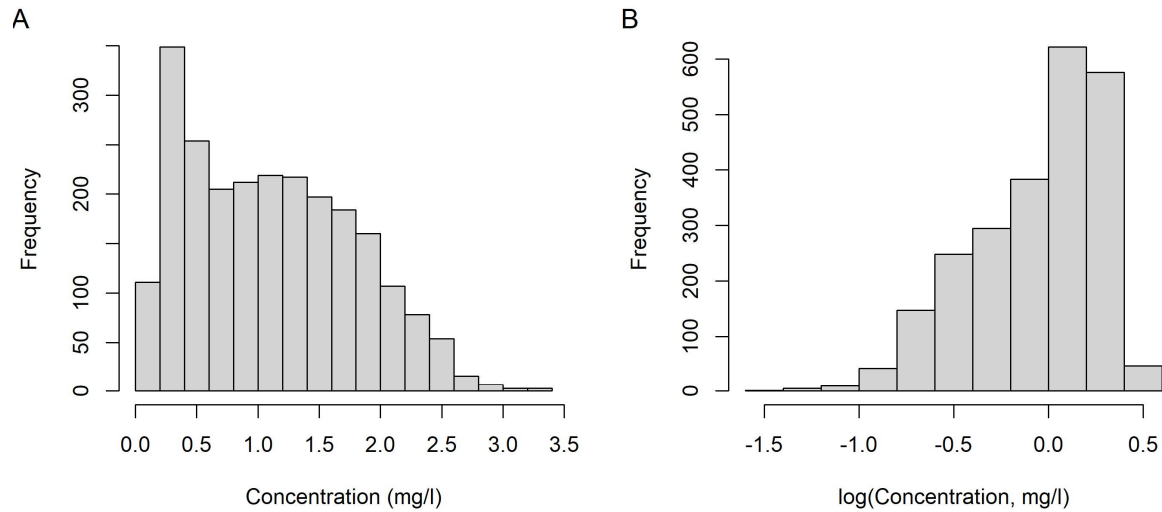 A
Frequency
0 50 100 200 300
0.0 0.5 1.0 1.5 2.0 2.5 3.0 3.5
Concentration (mg/l)
B
Frequency
0 100 200 300 400 500 600
-1.5 -1.0 -0.5 0.0 0.5
log(Concentration, mg/l)